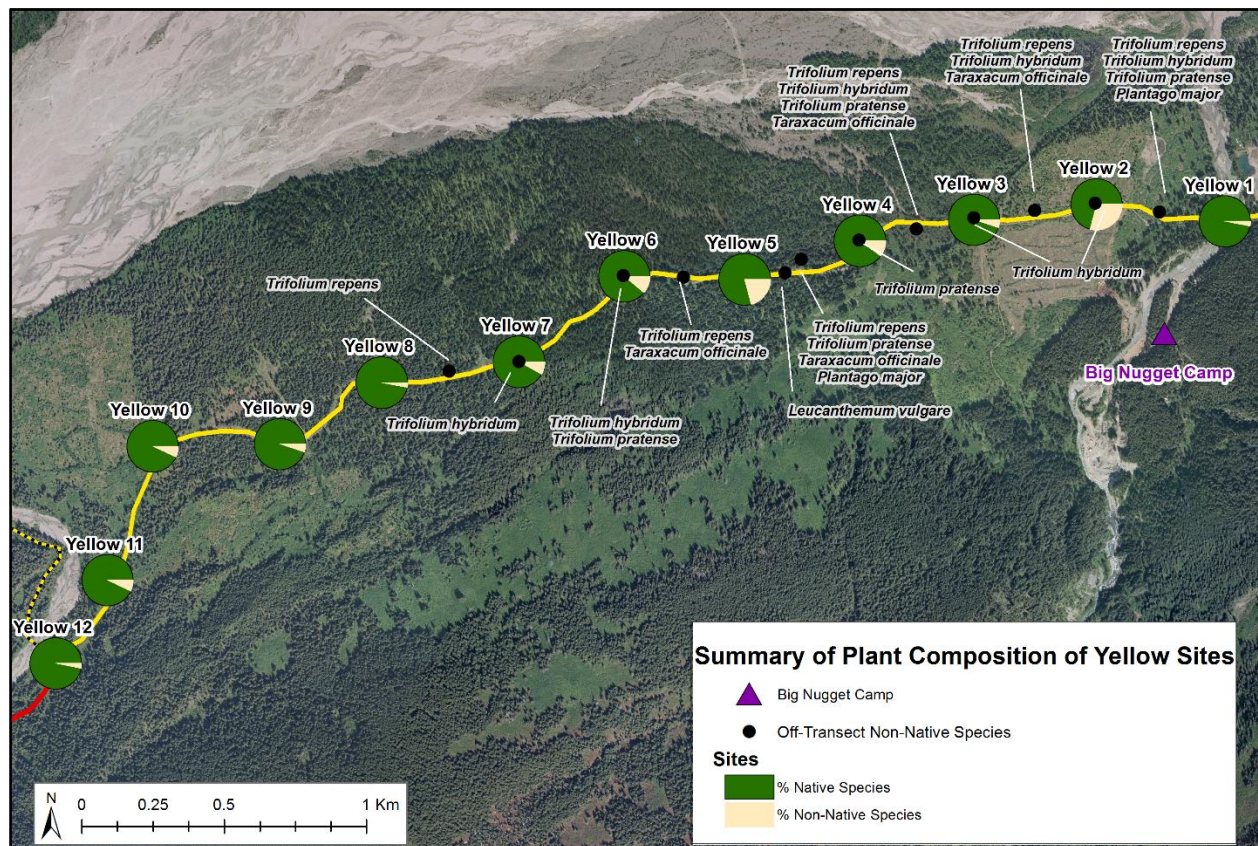 Trifolium repens
Trifolium hybridum
Taraxacum officinale
Trifolium repens
Trifolium hybridum
Trifolium pratense
Plantago major
Trifolium repens
Trifolium hybridum
Trifolium pratense
Taraxacum officinale
Yellow 1
Yellow 2
Yellow 3
Yellow 4
Yellow 5
Yellow 6
Trifolium hybridum
Trifolium pratense
Trifolium repens
Yellow 7
Trifolium repens
Taraxacum officinale
Trifolium repens
Trifolium pratense
Taraxacum officinale
Plantago major
Big Nugget Camp
Yellow 8
Leucanthemum vulgare
Yellow 10
Yellow 9
Trifolium hybridum
Trifolium hybridum
Trifolium pratense
Yellow 11
Yellow 12
Summary of Plant Composition of Yellow Sites
Big Nugget Camp
Off-Transect Non-Native Species
Sites
% Native Species
% Non-Native Species
N
0 0.25 0.5 1 Km